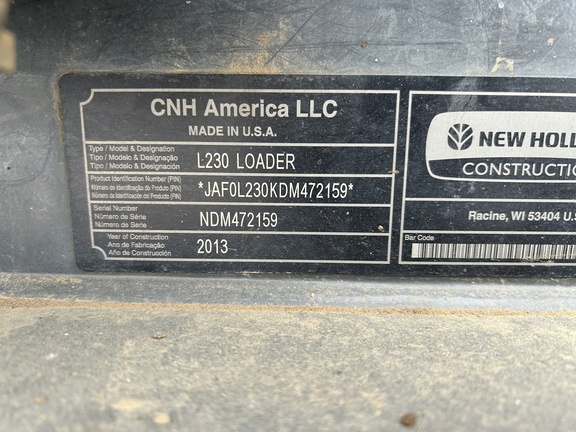 CNH America LLC
MADE IN U.S.A.
Type / Model & Designation
Tipo / Modelo & Designação
Tipo / Modelo & Designación
L230 LOADER
Product Identification Number (PIN)
Número de Identificação do Produto (PIN)
Número de Identificación del Producto (PIN)
*JAF0L230KDM472159*
Serial Number
Número de Série
Número de Série
NDM472159
Year of Construction
Ano de Fabricação
Año de Construcción
2013
NEW HOLL
CONSTRUCTIO
Racine, WI 53404 U.S
Bar Code